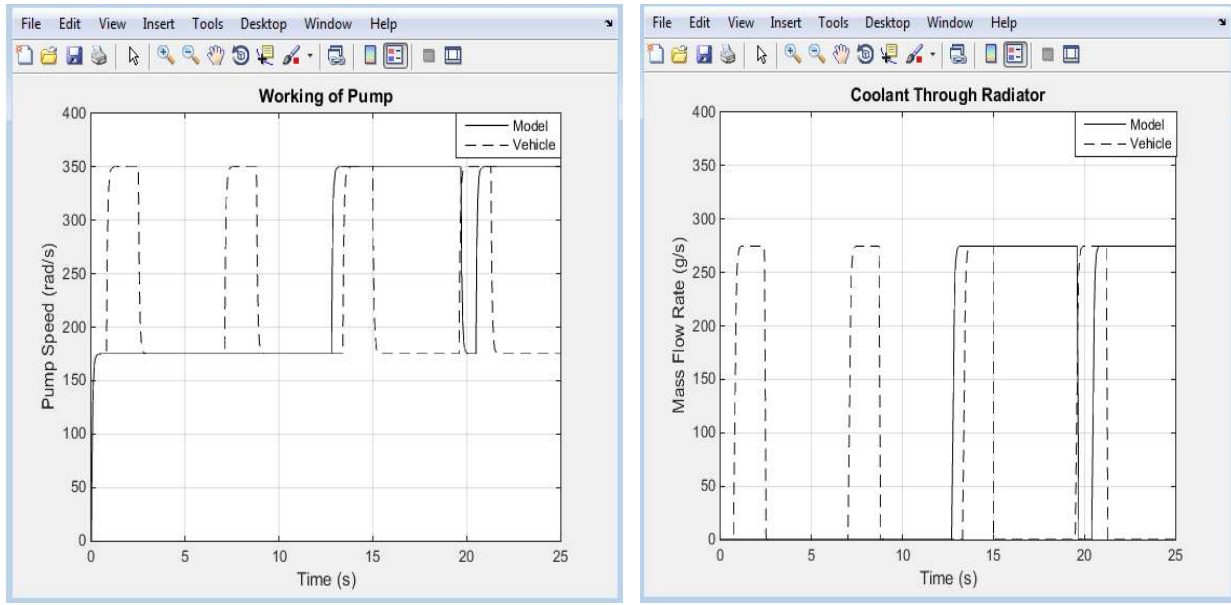 File Edit View Insert Tools Desktop Window Help
Working of Pump
400
350
300
250
200
150
100
50
0
Pump Speed (rad/s)
Model
Vehicle
0 5 10 15 20 25
Time (s)
File Edit View Insert Tools Desktop Window Help
Coolant Through Radiator
400
350
300
250
200
150
100
50
0
Mass Flow Rate (g/s)
Model
Vehicle
0 5 10 15 20 25
Time (s)